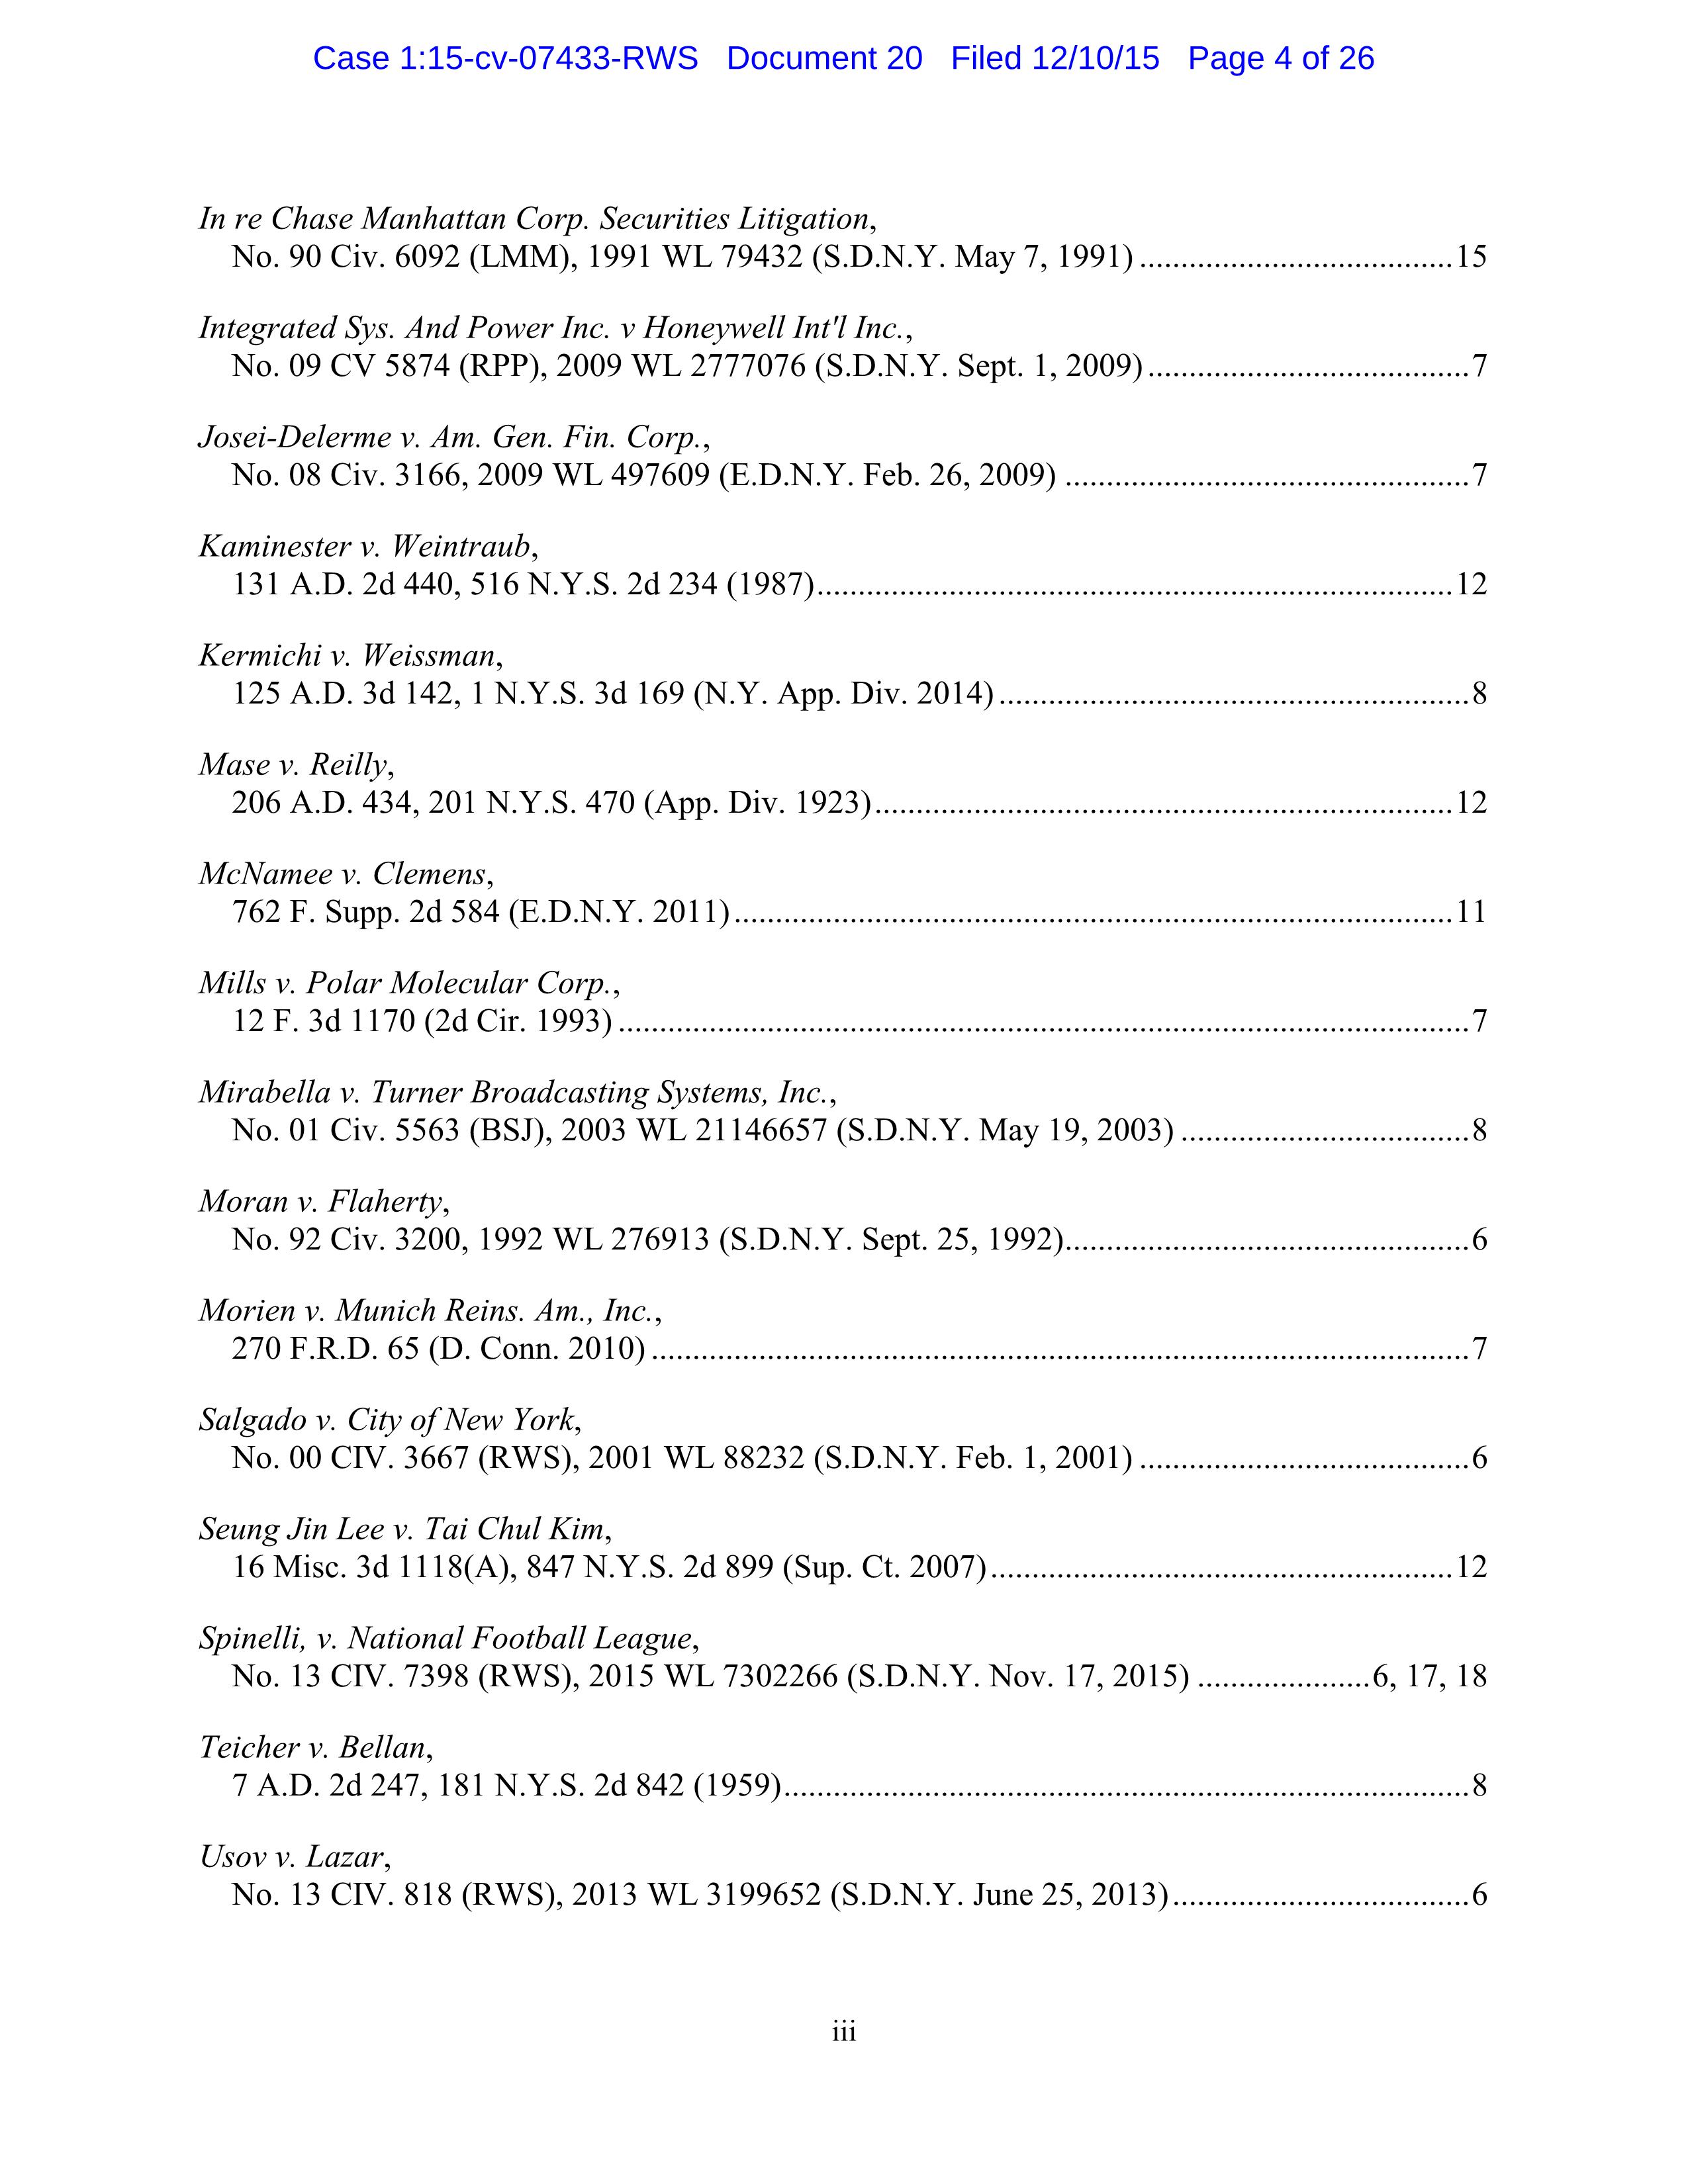 Case 1:15-cv-07433-RWS Document 20 Filed 12/10/15 Page 4 of 26
In re Chase Manhattan Corp. Securities Litigation,
No. 90 Civ. 6092 (LMM), 1991 WL 79432 (S.D.N.Y. May 7, 1991) ...................................... 15
Integrated Sys. And Power Inc. v Honeywell Int'l Inc.,
No. 09 CV 5874 (RPP), 2009 WL 2777076 (S.D.N.Y. Sept. 1, 2009) ....................................... 7
Josei-Delerme v. Am. Gen. Fin. Corp.,
No. 08 Civ. 3166, 2009 WL 497609 (E.D.N.Y. Feb. 26, 2009) ................................................. 7
Kaminester v. Weintraub,
131 A.D. 2d 440, 516 N.Y.S. 2d 234 (1987) ............................................................................. 12
Kermichi v. Weissman,
125 A.D. 3d 142, 1 N.Y.S. 3d 169 (N.Y. App. Div. 2014) ......................................................... 8
Mase v. Reilly,
206 A.D. 434, 201 N.Y.S. 470 (App. Div. 1923) ...................................................................... 12
McNamee v. Clemens,
762 F. Supp. 2d 584 (E.D.N.Y. 2011) ....................................................................................... 11
Mills v. Polar Molecular Corp.,
12 F. 3d 1170 (2d Cir. 1993) ....................................................................................................... 7
Mirabella v. Turner Broadcasting Systems, Inc.,
No. 01 Civ. 5563 (BSJ), 2003 WL 21146657 (S.D.N.Y. May 19, 2003) ................................... 8
Moran v. Flaherty,
No. 92 Civ. 3200, 1992 WL 276913 (S.D.N.Y. Sept. 25, 1992) ................................................. 6
Morien v. Munich Reins. Am., Inc.,
270 F.R.D. 65 (D. Conn. 2010) ................................................................................................... 7
Salgado v. City of New York,
No. 00 CIV. 3667 (RWS), 2001 WL 88232 (S.D.N.Y. Feb. 1, 2001) ........................................ 6
Seung Jin Lee v. Tai Chul Kim,
16 Misc. 3d 1118(A), 847 N.Y.S. 2d 899 (Sup. Ct. 2007) ........................................................ 12
Spinelli, v. National Football League,
No. 13 CIV. 7398 (RWS), 2015 WL 7302266 (S.D.N.Y. Nov. 17, 2015) ..................... 6, 17, 18
Teicher v. Bellan,
7 A.D. 2d 247, 181 N.Y.S. 2d 842 (1959) ................................................................................... 8
Usov v. Lazar,
No. 13 CIV. 818 (RWS), 2013 WL 3199652 (S.D.N.Y. June 25, 2013) .................................... 6
iii